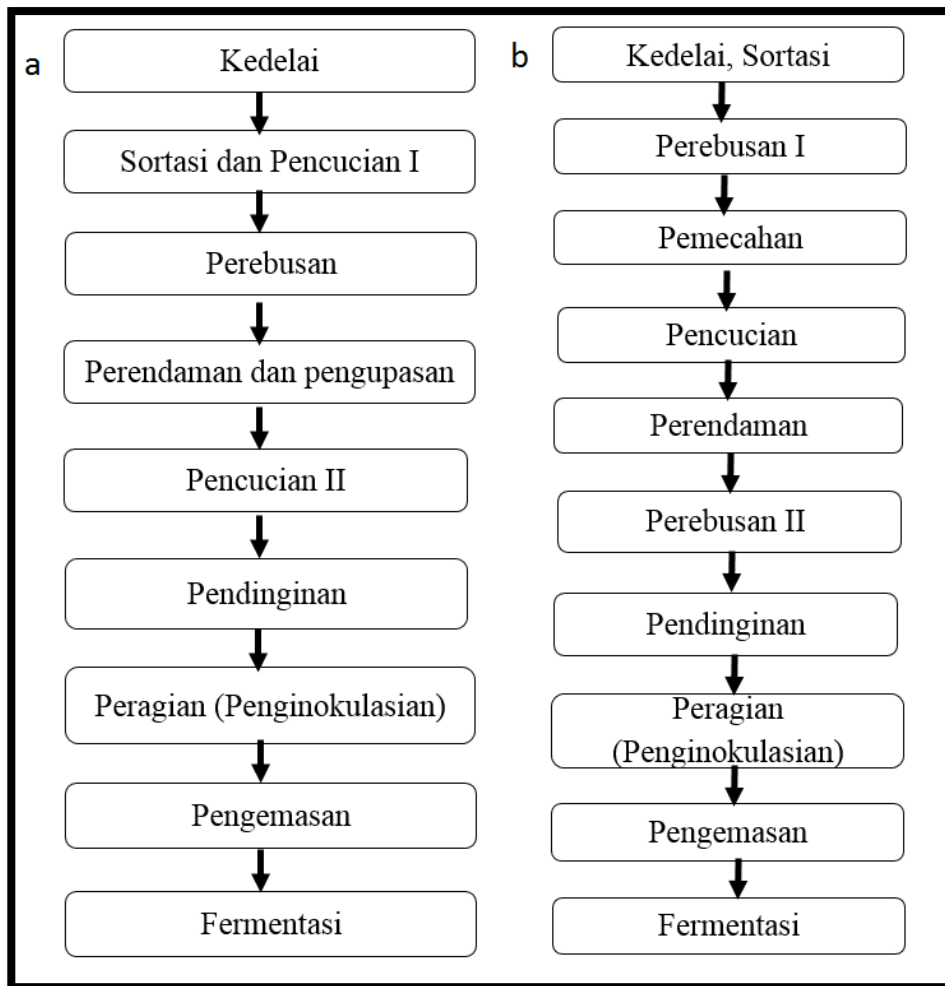 a
Kedelai
Sortasi dan Pencucian I
Perebusan
Perendaman dan pengupasan
Pencucian II
Pendinginan
Peragian (Penginokulasian)
Pengemasan
Fermentasi
b
Kedelai, Sortasi
Perebusan I
Pemecahan
Pencucian
Perendaman
Perebusan II
Pendinginan
Peragian
(Penginokulasian)
Pengemasan
Fermentasi